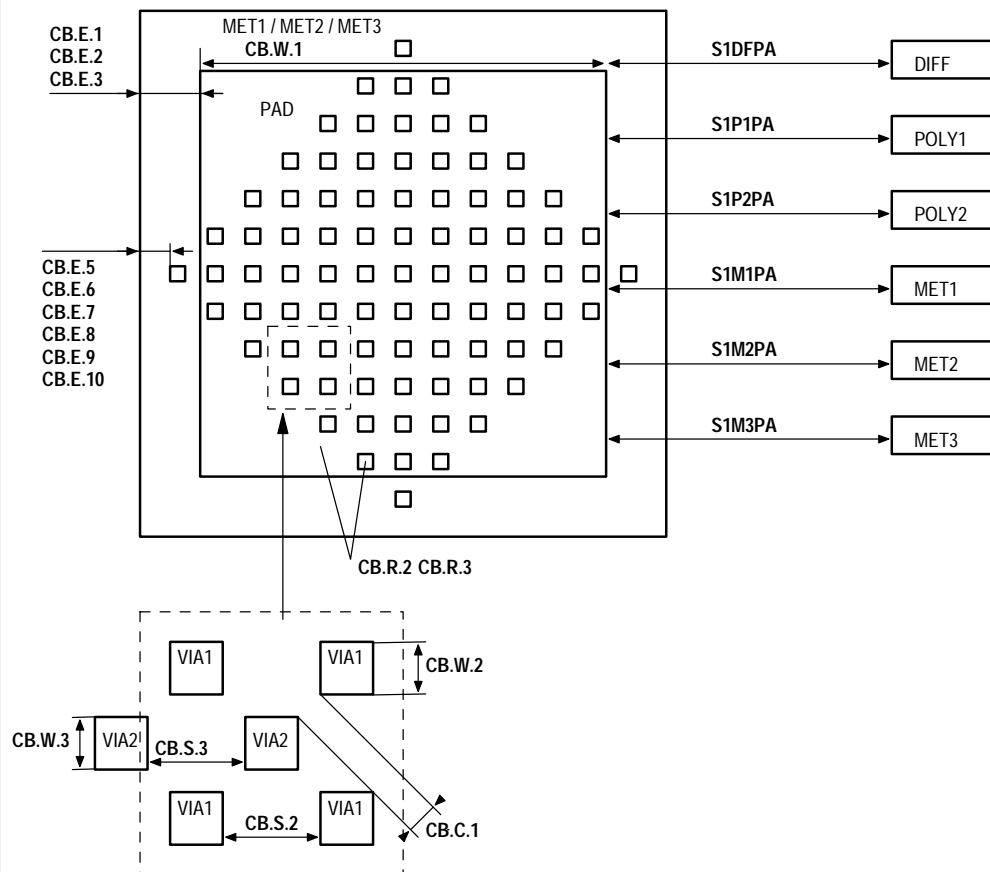 MET1 / MET2 / MET3
CB.E.1
CB.E.2
CB.E.3
CB.W.1
PAD
S1DFPA
DIFF
S1P1PA
POLY1
S1P2PA
POLY2
S1M1PA
MET1
S1M2PA
MET2
S1M3PA
MET3
CB.E.5
CB.E.6
CB.E.7
CB.E.8
CB.E.9
CB.E.10
CB.R.2 CB.R.3
VIA1
VIA1
CB.W.2
CB.W.3
VIA2
CB.S.3
VIA2
VIA1
CB.S.2
VIA1
CB.C.1